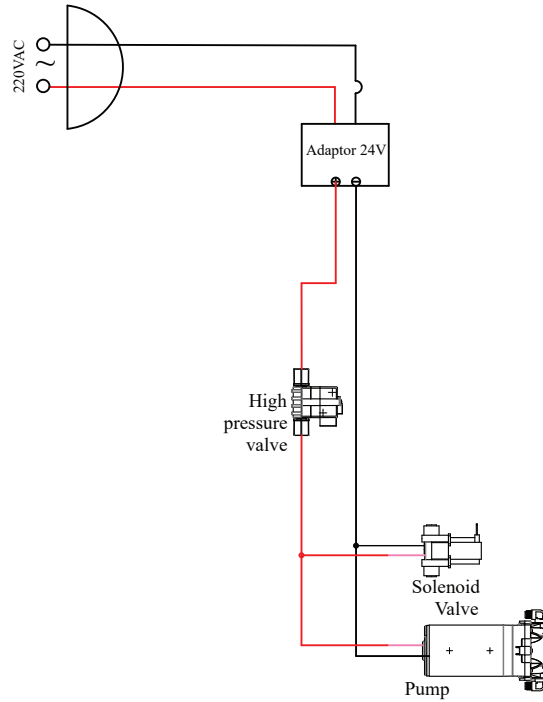 220VAC
~
Adaptor 24V
High
pressure
valve
Solenoid
Valve
Pump